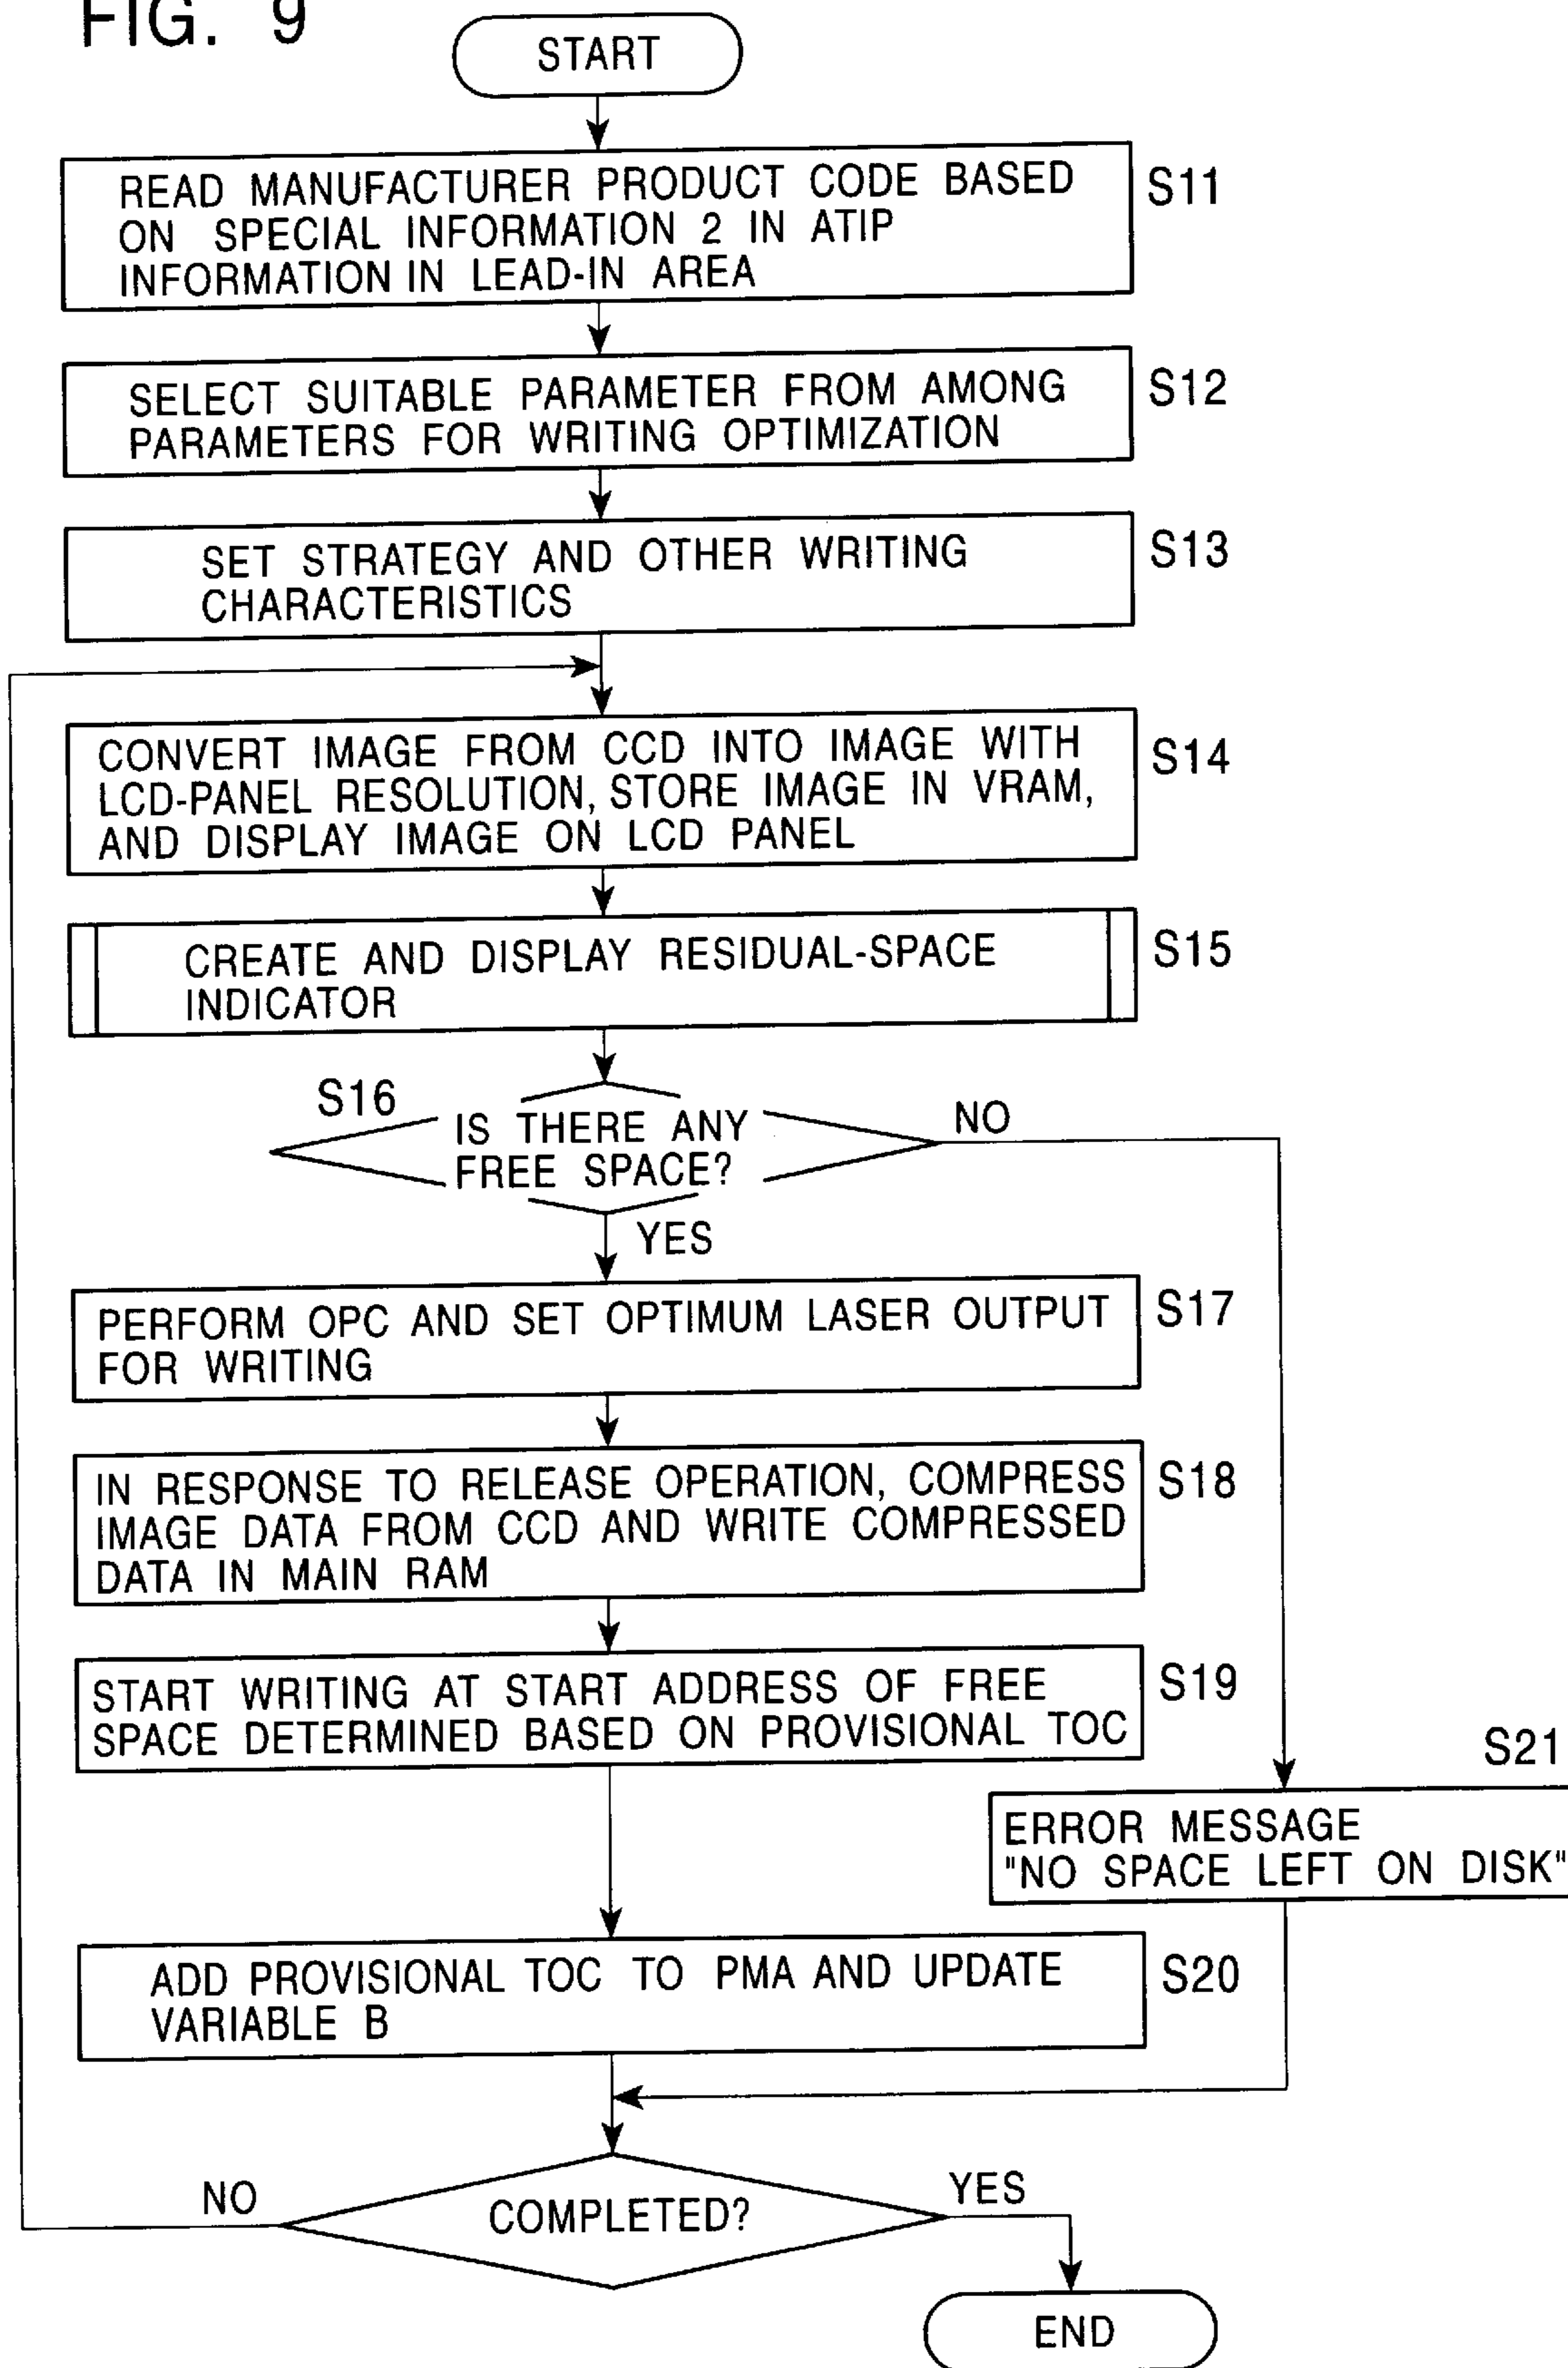 FIG. 9
START
READ MANUFACTURER PRODUCT CODE BASED
ON SPECIAL INFORMATION 2 IN ATIP
INFORMATION IN LEAD-IN AREA
S11
SELECT SUITABLE PARAMETER FROM AMONG
PARAMETERS FOR WRITING OPTIMIZATION
S12
SET STRATEGY AND OTHER WRITING
CHARACTERISTICS
S13
CONVERT IMAGE FROM CCD INTO IMAGE WITH
LCD-PANEL RESOLUTION, STORE IMAGE IN VRAM,
AND DISPLAY IMAGE ON LCD PANEL
S14
CREATE AND DISPLAY RESIDUAL-SPACE
INDICATOR
S15
S16
IS THERE ANY
FREE SPACE?
NO
YES
PERFORM OPC AND SET OPTIMUM LASER OUTPUT
FOR WRITING
S17
IN RESPONSE TO RELEASE OPERATION, COMPRESS
IMAGE DATA FROM CCD AND WRITE COMPRESSED
DATA IN MAIN RAM
S18
START WRITING AT START ADDRESS OF FREE
SPACE DETERMINED BASED ON PROVISIONAL TOC
S19
S21
ERROR MESSAGE
"NO SPACE LEFT ON DISK"
ADD PROVISIONAL TOC TO PMA AND UPDATE
VARIABLE B
S20
NO
COMPLETED?
YES
END